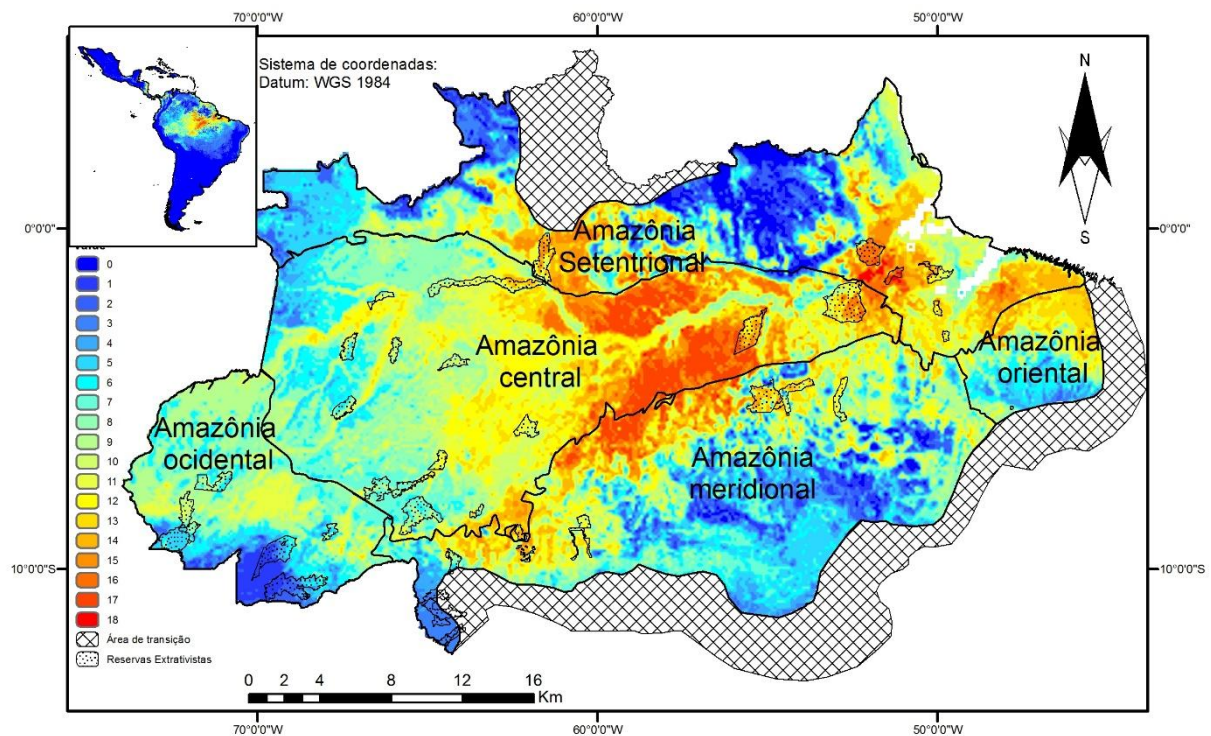 70°0'0"W 60°0'0"W 50°0'0"W
Sistema de coordenadas:
Datum: WGS 1984
N
S
0°0'0"
0°0'0"
10°0'0"S
10°0'0"S
Amazônia
Setentrional
Amazônia
central
Amazônia
oriental
Amazônia
ocidental
Amazônia
meridional
0
1
2
3
4
5
6
7
8
9
10
11
12
13
14
15
16
17
18
Área de transição
Reservas Extrativistas
0 2 4 8 12 16
Km
70°0'0"W 60°0'0"W 50°0'0"W